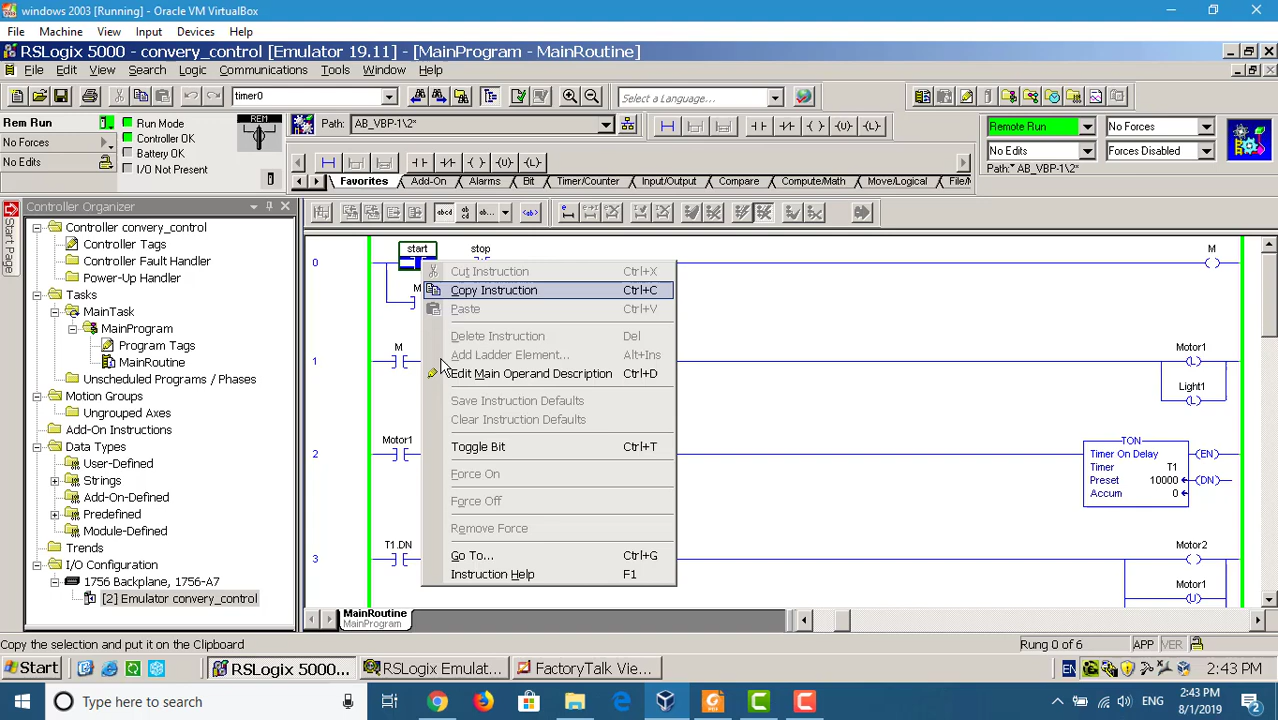 windows 2003 [Running] - Oracle VM VirtualBox
File Machine View Input Devices Help
RSLogix 5000 - convery_control [Emulator 19.11] - [MainProgram - MainRoutine]
File Edit View Search Logic Communications Tools Window Help
timer0
Select a Language...
Rem Run
No Forces
No Edits
Run Mode
Controller OK
Battery OK
I/O Not Present
REM
Path: AB_VBP-1\2*
Favorites Add-On Alarms Bit Timer/Counter Input/Output Compare Compute/Math Move/Logical File/
Remote Run
No Forces
No Edits
Forces Disabled
Path: AB_VBP-1\2*
Start Page
Controller Organizer
Controller convery_control
Controller Tags
Controller Fault Handler
Power-Up Handler
Tasks
MainTask
MainProgram
Program Tags
MainRoutine
Unscheduled Programs / Phases
Motion Groups
Ungrouped Axes
Add-On Instructions
Data Types
User-Defined
Strings
Add-On-Defined
Predefined
Module-Defined
Trends
I/O Configuration
1756 Backplane, 1756-A7
[2] Emulator convery_control
start stop M
0
M
1
M
Motor1
L
Light1
L
2
Motor1
TON
Timer On Delay
Timer T1
Preset 10000
Accum 0
EN
DN
3
T1.DN
Motor2
Motor1
U
Cut Instruction Ctrl+X
Copy Instruction Ctrl+C
Paste Ctrl+V
Delete Instruction Del
Add Ladder Element... Alt+Ins
Edit Main Operand Description Ctrl+D
Save Instruction Defaults
Clear Instruction Defaults
Toggle Bit Ctrl+T
Force On
Force Off
Remove Force
Go To... Ctrl+G
Instruction Help F1
MainRoutine
MainProgram
Copy the selection and put it on the Clipboard
Rung 0 of 6 APP VER
Start RSLogix 5000... RSLogix Emulat... FactoryTalk Vie... EN 2:43 PM
Type here to search
ENG
2:43 PM
8/1/2019
2